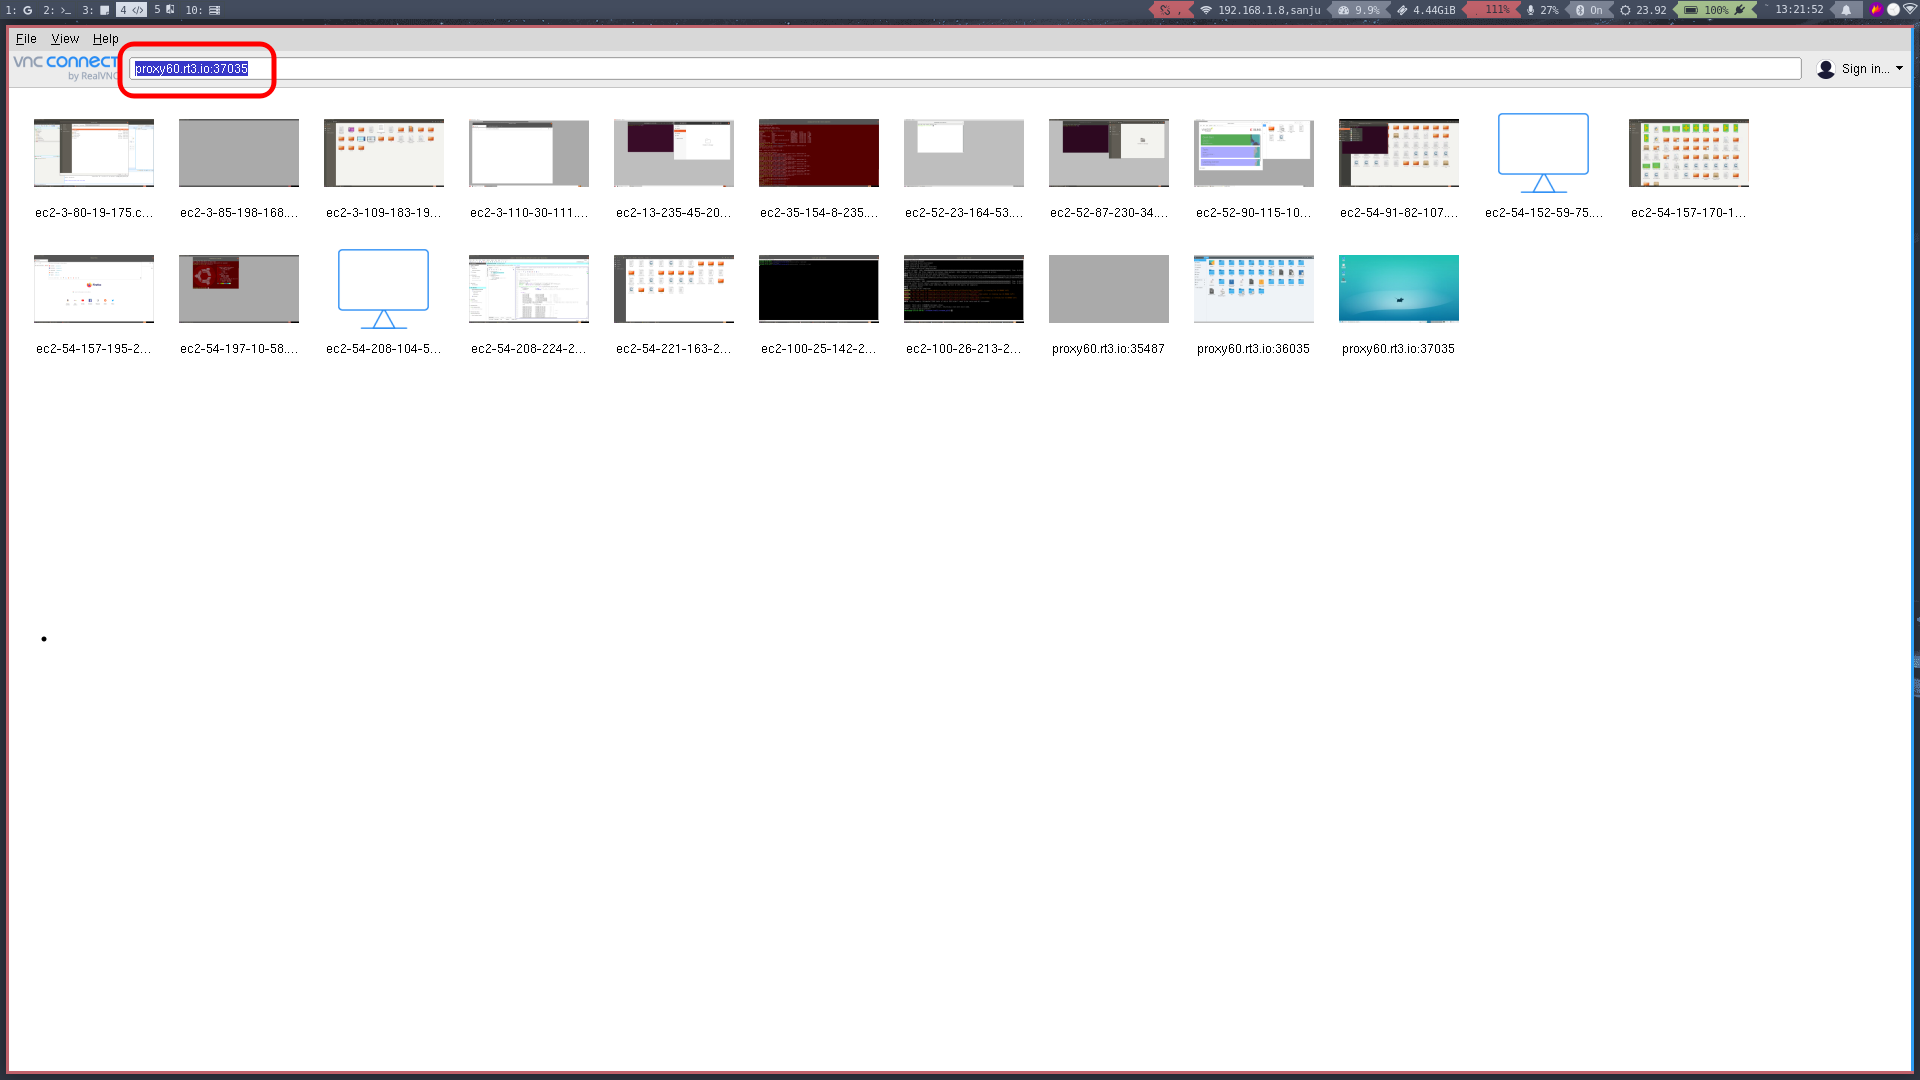 1: G 2: >_ 3: 4 </> 5 10: 192.168.1.8,sanju 9.9% 4.44GiB 111% 27% On 23.92 100% 13:21:52
File View Help
vnc connect
by RealVNC
proxy60.rt3.io:37035
Sign in...
ec2-3-80-19-175.c... ec2-3-85-198-168.... ec2-3-109-183-19... ec2-3-110-30-111.... ec2-13-235-45-20... ec2-35-154-8-235.... ec2-52-23-164-53.... ec2-52-87-230-34.... ec2-52-90-115-10... ec2-54-91-82-107.... ec2-54-152-59-75.... ec2-54-157-170-1...
ec2-54-157-195-2... ec2-54-197-10-58.... ec2-54-208-104-5... ec2-54-208-224-2... ec2-54-221-163-2... ec2-100-25-142-2... ec2-100-26-213-2... proxy60.rt3.io:35487 proxy60.rt3.io:36035 proxy60.rt3.io:37035